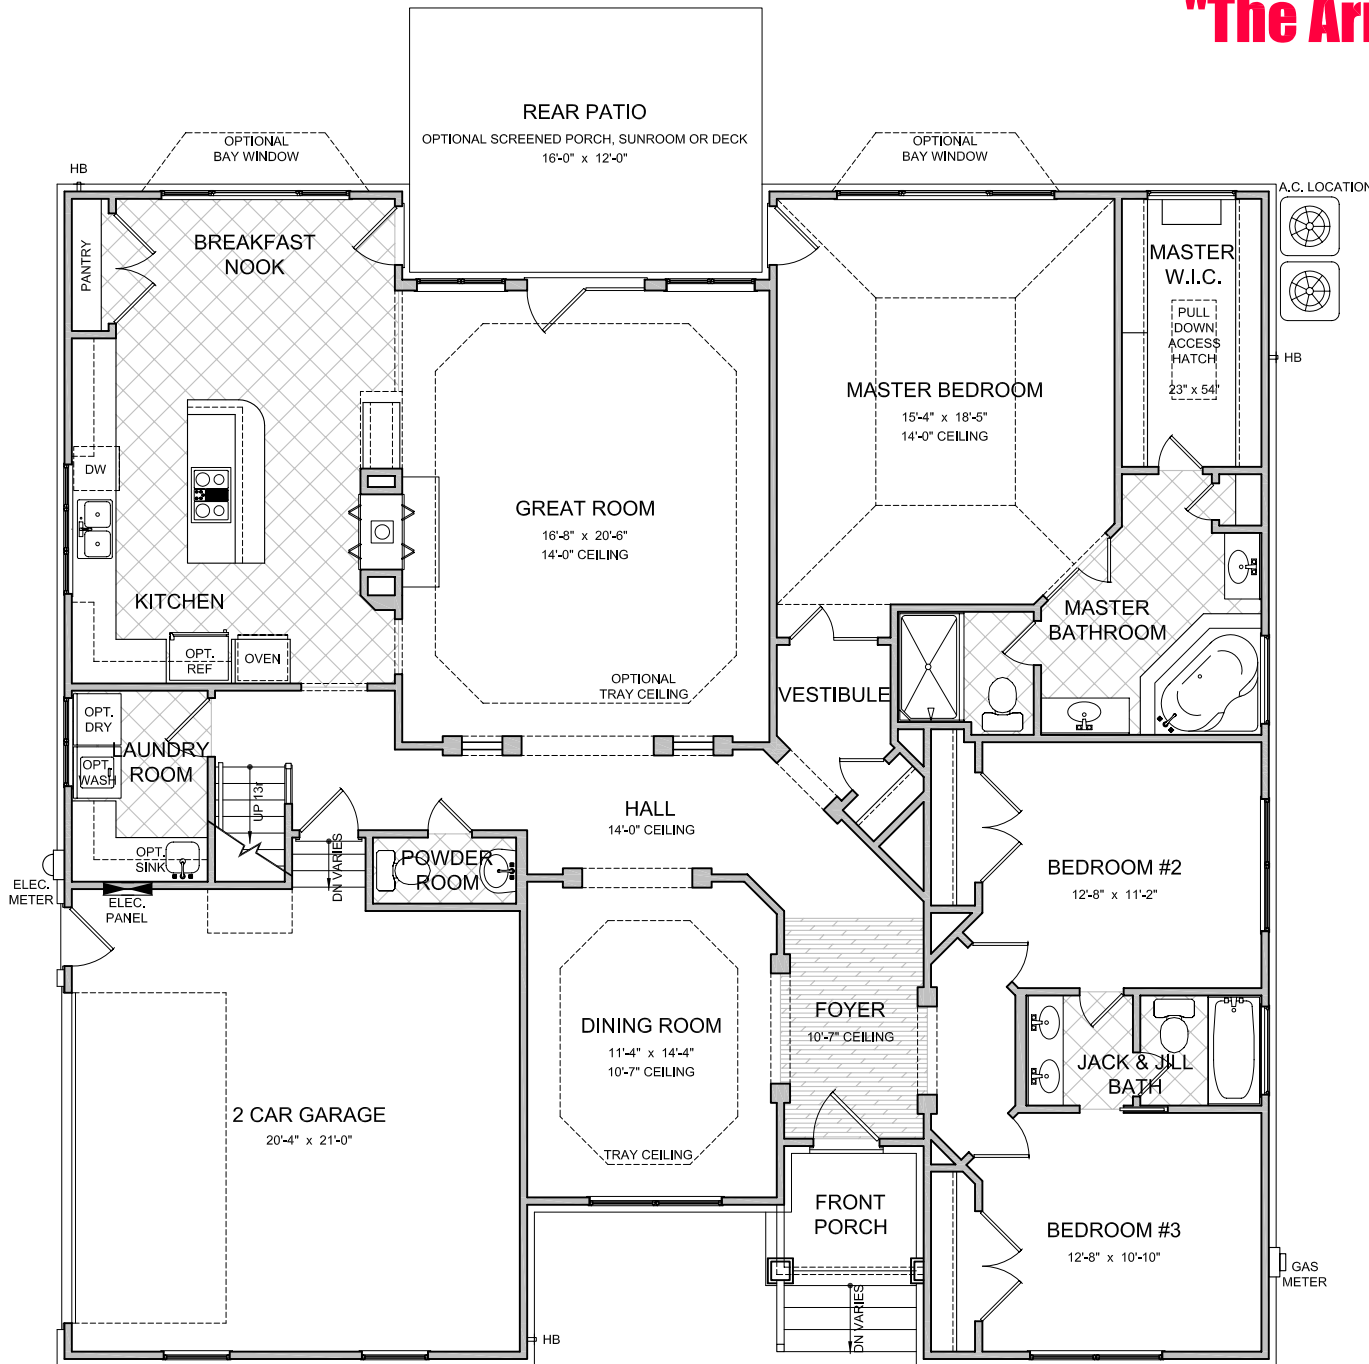 "The Ar
REAR PATIO
OPTIONAL SCREENED PORCH, SUNROOM OR DECK
16'-0" x 12'-0"
OPTIONAL
BAY WINDOW
OPTIONAL
BAY WINDOW
HB
A.C. LOCATION
BREAKFAST
NOOK
PANTRY
MASTER
W.I.C.
PULL
DOWN
ACCESS
HATCH
23" x 54"
HB
MASTER BEDROOM
15'-4" x 18'-5"
14'-0" CEILING
DW
GREAT ROOM
16'-8" x 20'-6"
14'-0" CEILING
KITCHEN
OPT.
REF
OVEN
MASTER
BATHROOM
OPTIONAL
TRAY CEILING
VESTIBULE
OPT.
DRY
LAUNDRY
ROOM
OPT.
WASH
UP 13r
HALL
14'-0" CEILING
OPT.
SINK
DN VARIES
POWDER
ROOM
BEDROOM #2
12'-8" x 11'-2"
ELEC.
METER
ELEC.
PANEL
DINING ROOM
11'-4" x 14'-4"
10'-7" CEILING
FOYER
10'-7" CEILING
JACK & JILL
BATH
2 CAR GARAGE
20'-4" x 21'-0"
TRAY CEILING
FRONT
PORCH
BEDROOM #3
12'-8" x 10'-10"
GAS
METER
DN VARIES
HB